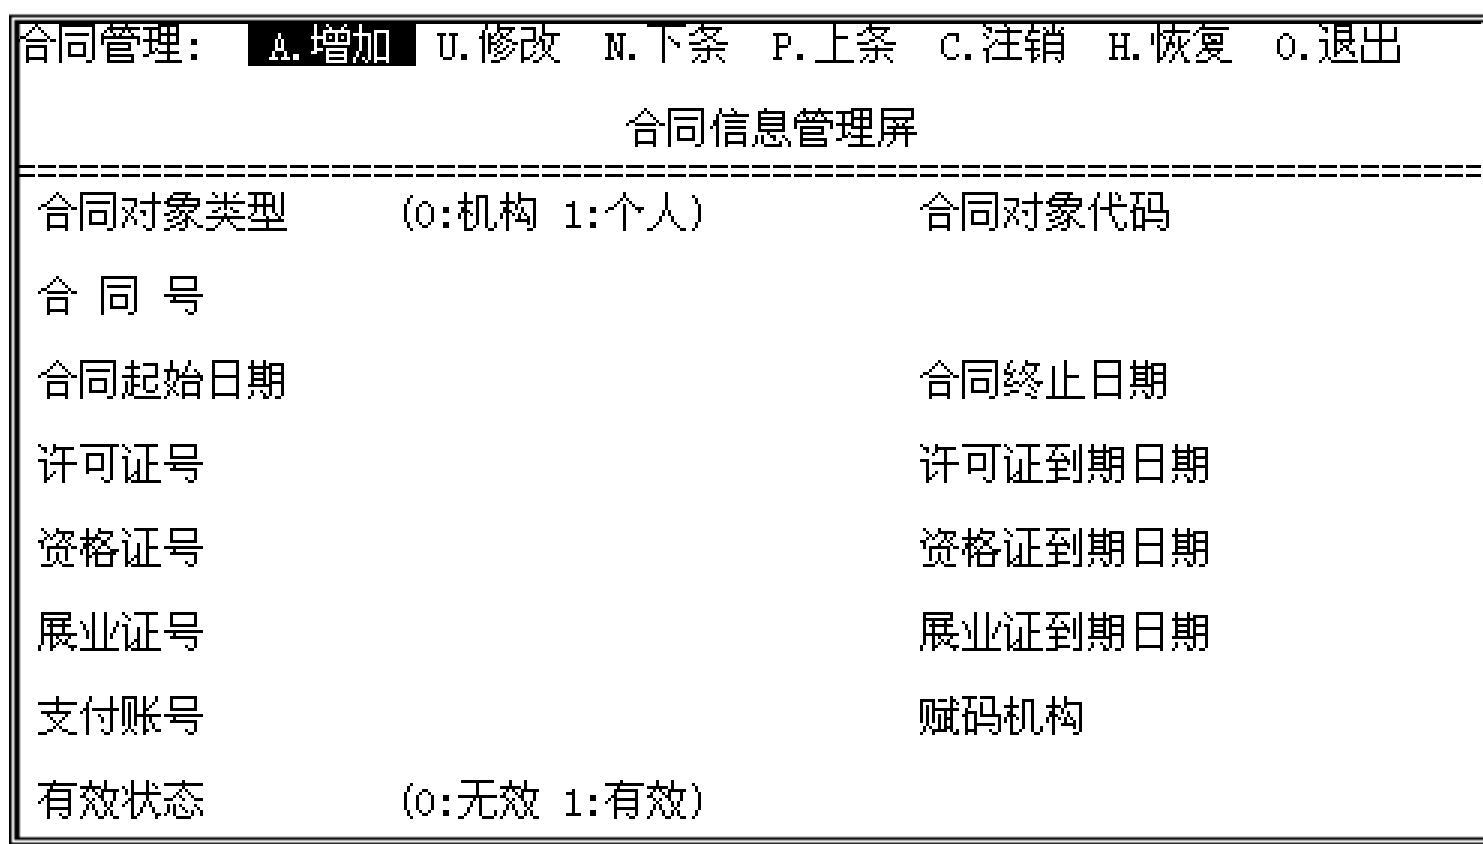 合同管理: A.增加 U.修改 N.下条 P.上条 C.注销 H.恢复 O.退出
合同信息管理屏
======================================================================
合同对象类型 (0:机构 1:个人) 合同对象代码
合 同 号
合同起始日期 合同终止日期
许可证号 许可证到期日期
资格证号 资格证到期日期
展业证号 展业证到期日期
支付账号 赋码机构
有效状态 (0:无效 1:有效)